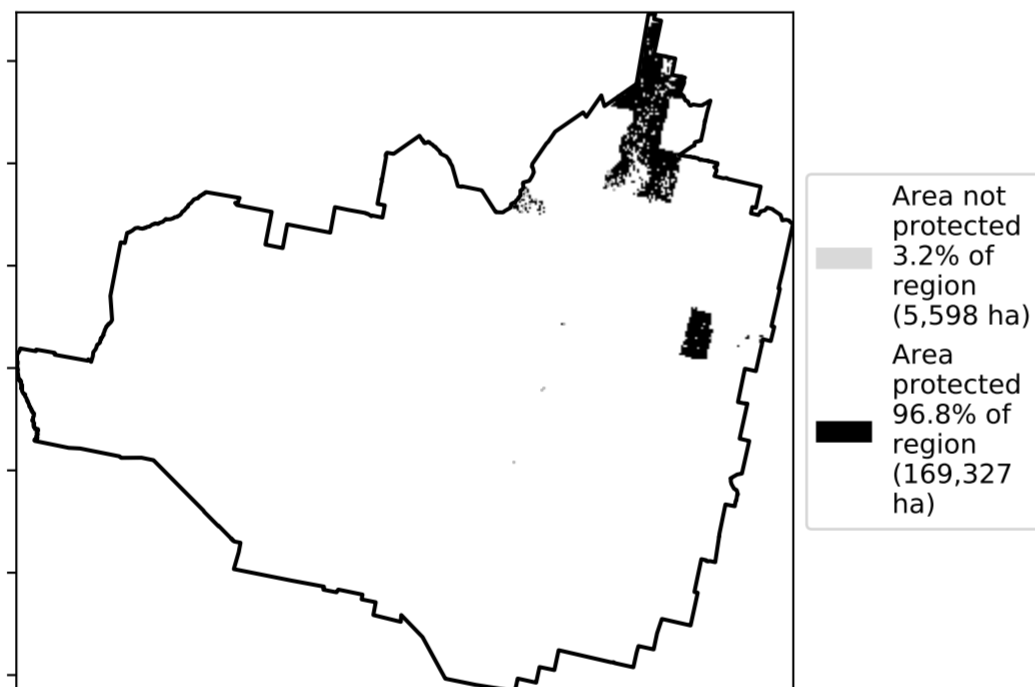 Area not
protected
3.2% of
region
(5,598 ha)
Area
protected
96.8% of
region
(169,327
ha)